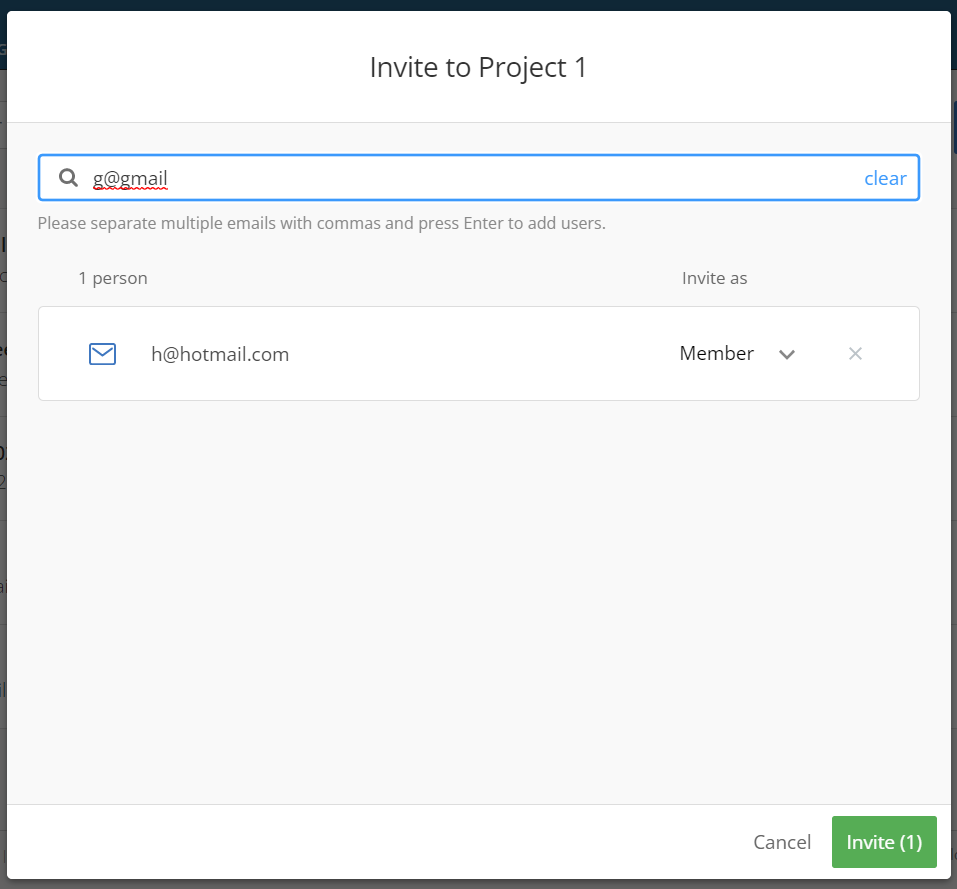 Invite to Project 1
g@gmail clear
Please separate multiple emails with commas and press Enter to add users.
1 person Invite as
h@hotmail.com Member
Cancel Invite (1)